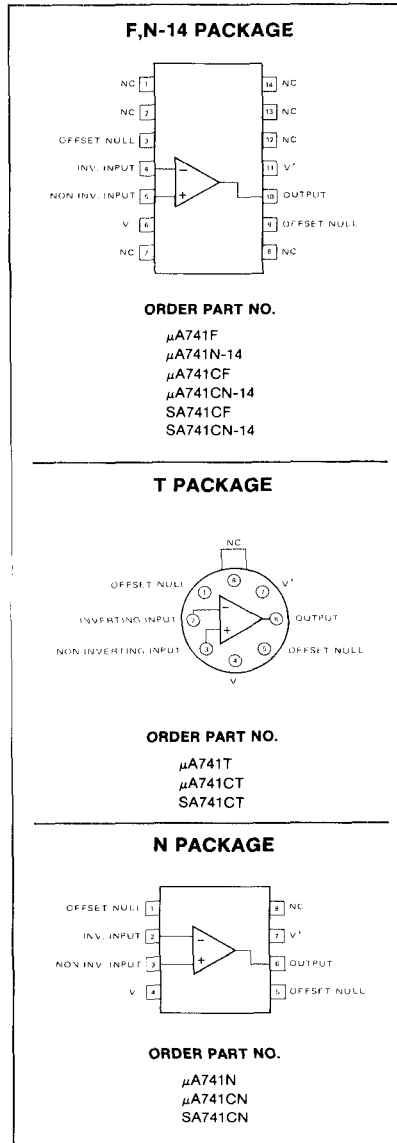 F,N-14 PACKAGE
NC 1
14 NC
NC 2
13 NC
OFFSET NULL 3
12 NC
INV. INPUT 4
−
11 V+
NON INV. INPUT 5
+
10 OUTPUT
V 6
9 OFFSET NULL
NC 7
8 NC
ORDER PART NO.
μA741F
μA741N-14
μA741CF
μA741CN-14
SA741CF
SA741CN-14
T PACKAGE
NC
8
OFFSET NULL 1
7 V+
INVERTING INPUT 2
−
6 OUTPUT
NON INVERTING INPUT 3
+
5 OFFSET NULL
4
V
ORDER PART NO.
μA741T
μA741CT
SA741CT
N PACKAGE
OFFSET NULL 1
8 NC
INV. INPUT 2
−
7 V+
NON INV. INPUT 3
+
6 OUTPUT
V 4
5 OFFSET NULL
ORDER PART NO.
μA741N
μA741CN
SA741CN